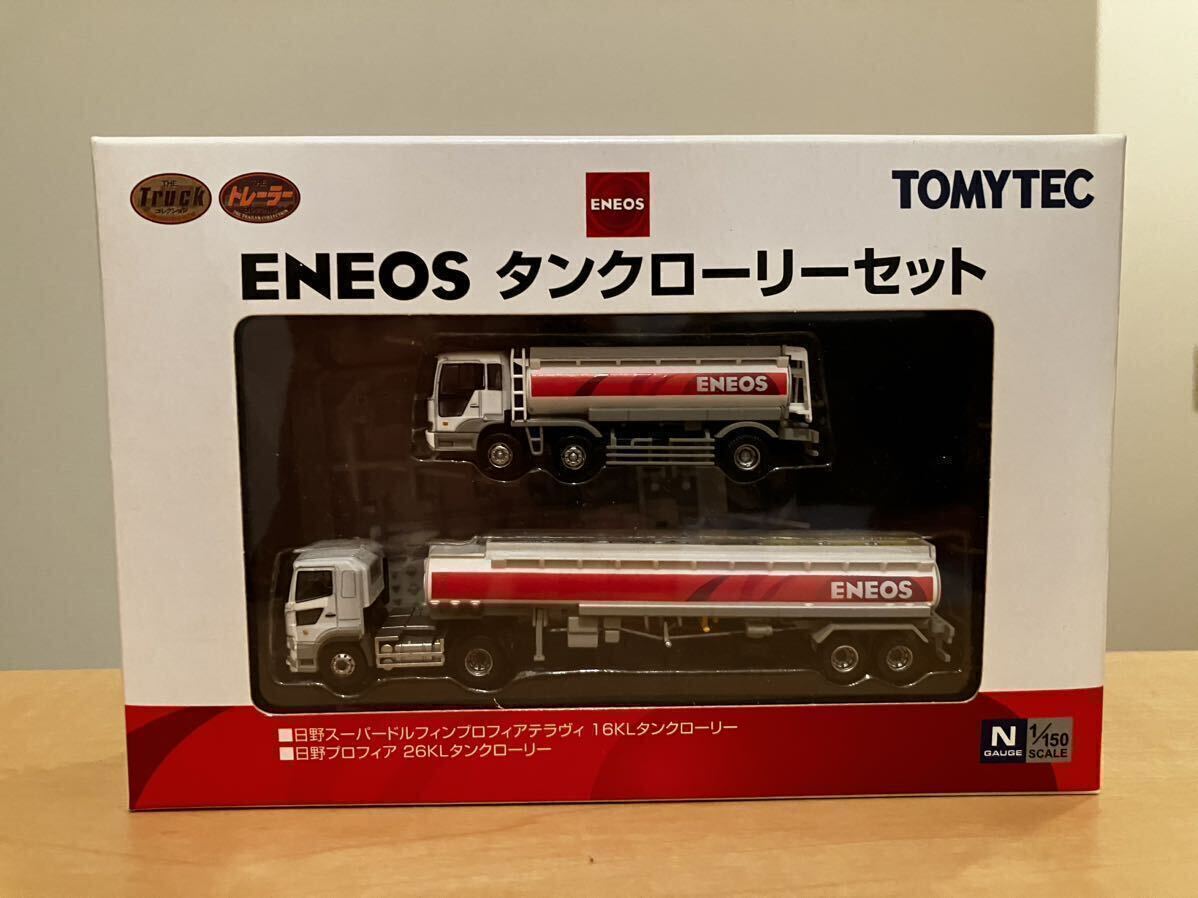 THE
Truck
コレクション
THE
トレーラー
THE TRAILER COLLECTION
ENEOS
TOMYTEC
ENEOS タンクローリーセット
ENEOS
ENEOS
■日野スーパードルフィンプロフィアテラヴィ 16KLタンクローリー
■日野プロフィア 26KLタンクローリー
N
GAUGE
1/150
SCALE